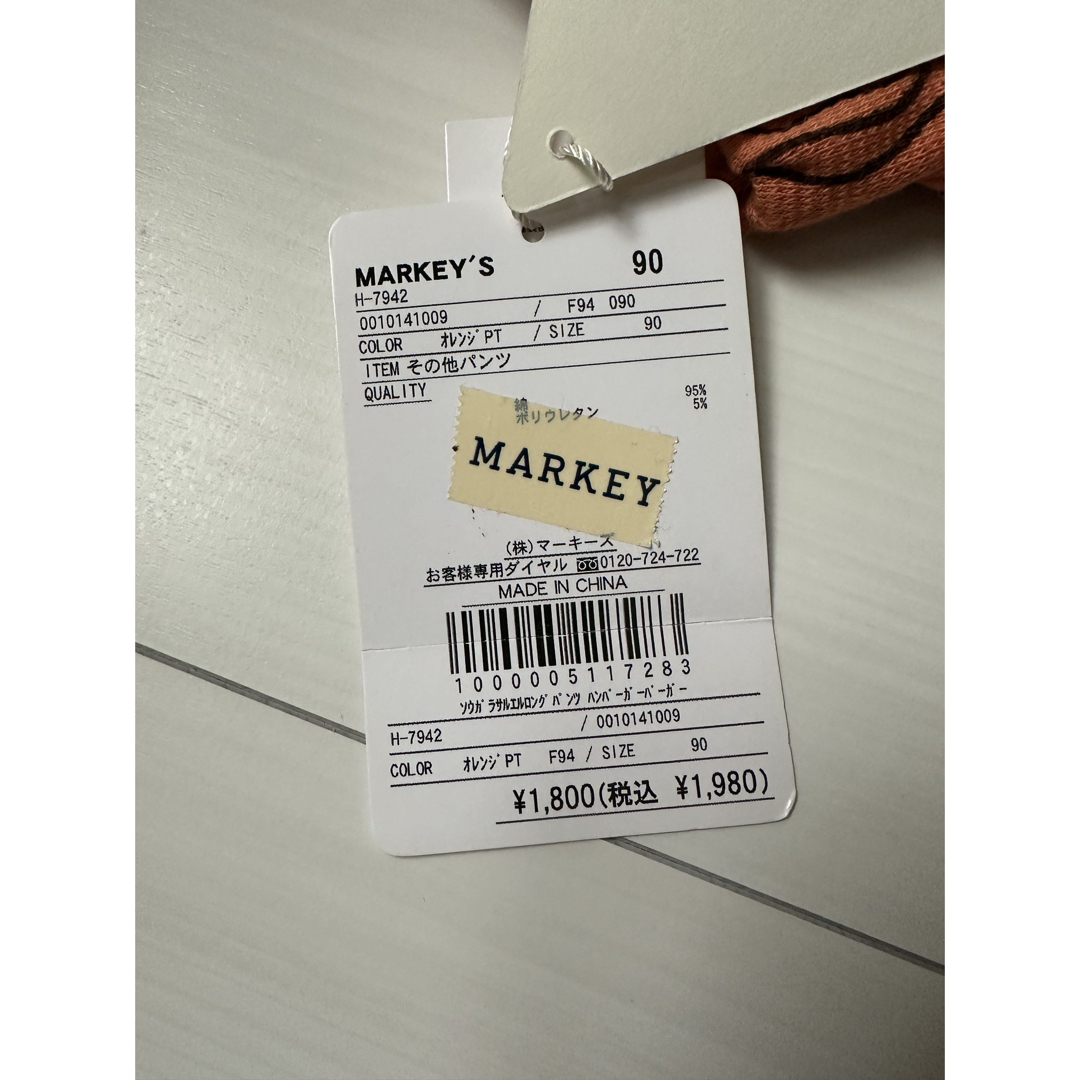 MARKEY'S 90
H-7942
0010141009 / F94 090
COLOR オレンジPT / SIZE 90
ITEM その他パンツ
QUALITY
綿 95%
ポリウレタン 5%
MARKEY
(株)マーキーズ
お客様専用ダイヤル 0120-724-722
MADE IN CHINA
1000005117283
ソウガラサルエルロングパンツ ハンバーガーバーガー
H-7942 / 0010141009
COLOR オレンジPT F94 / SIZE 90
¥1,800(税込 ¥1,980)